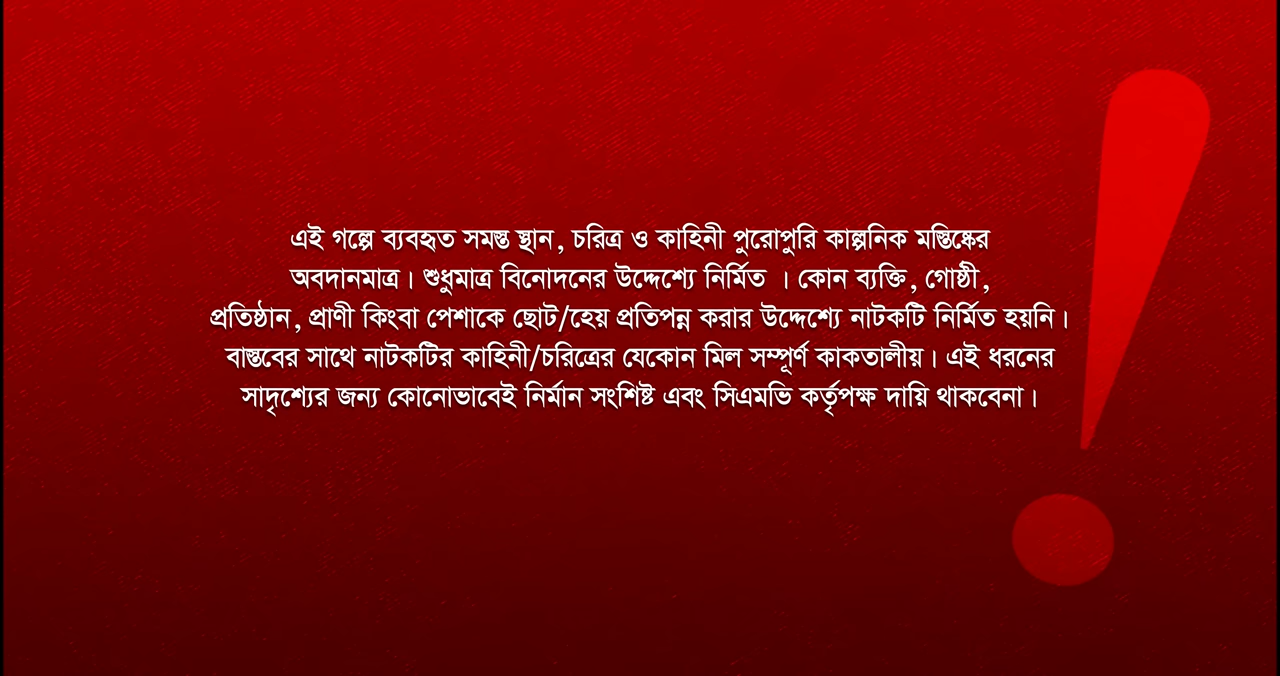 এই গল্পে ব্যবহৃত সমস্ত স্থান, চরিত্র ও কাহিনী পুরোপুরি কাল্পনিক মস্তিষ্কের
অবদানমাত্র। শুধুমাত্র বিনোদনের উদ্দেশ্যে নির্মিত । কোন ব্যক্তি, গোষ্ঠী,
প্রতিষ্ঠান, প্রাণী কিংবা পেশাকে ছোট/হেয় প্রতিপন্ন করার উদ্দেশ্যে নাটকটি নির্মিত হয়নি।
বাস্তবের সাথে নাটকটির কাহিনী/চরিত্রের যেকোন মিল সম্পূর্ণ কাকতালীয়। এই ধরনের
সাদৃশ্যের জন্য কোনোভাবেই নির্মান সংশিষ্ট এবং সিএমভি কর্তৃপক্ষ দায়ি থাকবেনা।